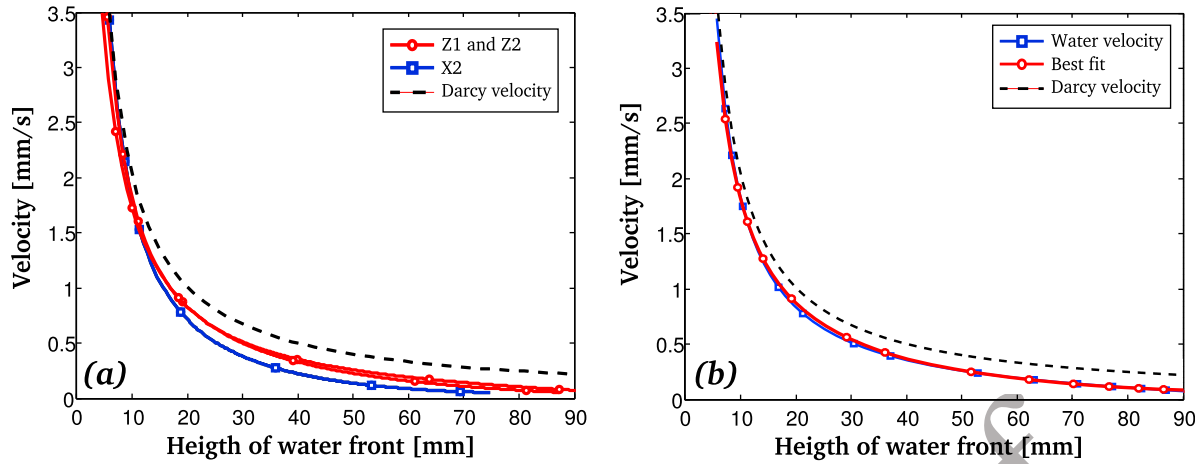 3.5
3
2.5
2
1.5
1
0.5
0
Velocity [mm/s]
Z1 and Z2
X2
Darcy velocity
(a)
0 10 20 30 40 50 60 70 80 90
Heigth of water front [mm]
3.5
3
2.5
2
1.5
1
0.5
0
Velocity [mm/s]
Water velocity
Best fit
Darcy velocity
(b)
10 20 30 40 50 60 70 80 90
Heigth of water front [mm]
f